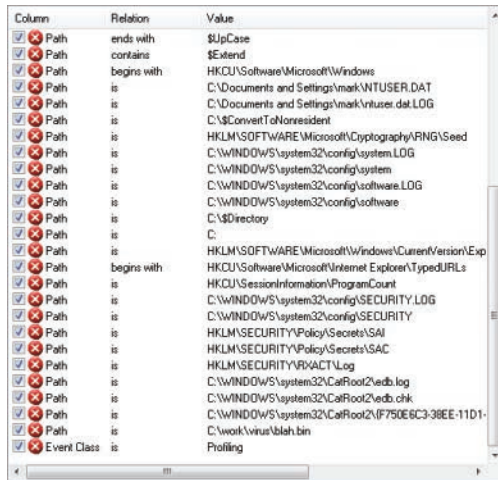 Column Relation Value
Path ends with $UpCase
Path contains $Extend
Path begins with HKCU\Software\Microsoft\Windows
Path is C:\Documents and Settings\mark\NTUSER.DAT
Path is C:\Documents and Settings\mark\ntuser.dat.LOG
Path is C:\$ConvertToNonresident
Path is HKLM\SOFTWARE\Microsoft\Cryptography\RNG\Seed
Path is C:\WINDOWS\system32\config\system.LOG
Path is C:\WINDOWS\system32\config\system
Path is C:\WINDOWS\system32\config\software.LOG
Path is C:\WINDOWS\system32\config\software
Path is C:\$Directory
Path is C:
Path is HKLM\SOFTWARE\Microsoft\Windows\CurrentVersion\Exp
Path begins with HKCU\Software\Microsoft\Internet Explorer\TypedURLs
Path is HKCU\SessionInformation\ProgramCount
Path is C:\WINDOWS\system32\config\SECURITY.LOG
Path is C:\WINDOWS\system32\config\SECURITY
Path is HKLM\SECURITY\Policy\Secrets\SAI
Path is HKLM\SECURITY\Policy\Secrets\SAC
Path is HKLM\SECURITY\RXACT\Log
Path is C:\WINDOWS\system32\CatRoot2\edb.log
Path is C:\WINDOWS\system32\CatRoot2\edb.chk
Path is C:\WINDOWS\system32\CatRoot2\{F750E6C3-38EE-11D1-
Path is C:\work\virus\blah.bin
Event Class is Profiling